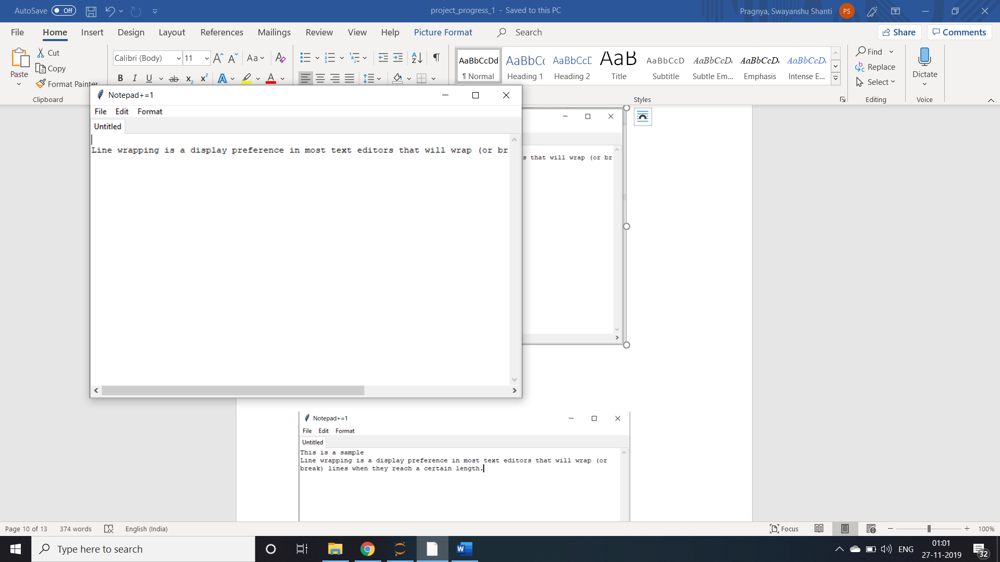 AutoSave Off project_progress_1 - Saved to this PC Pragnya, Swayanshu Shanti PS
File Home Insert Design Layout References Mailings Review View Help Picture Format Search Share Comments
Paste Cut Copy Format Painter
Calibri (Body) 11 Aa
B I U ab x₂ x² A A
AaBbCcDd AaBbCc AaBbCcD AaB AaBbCcD AaBbCcD AaBbCcD AaBbCcD
¶ Normal Heading 1 Heading 2 Title Subtitle Subtle Em... Emphasis Intense E...
Find
Replace
Select
Dictate
Clipboard Styles Editing Voice
Notepad+=1
File Edit Format
Untitled
Line wrapping is a display preference in most text editors that will wrap (or br
s that will wrap (or br
Notepad+=1
File Edit Format
Untitled
This is a sample
Line wrapping is a display preference in most text editors that will wrap (or
break) lines when they reach a certain length.
Page 10 of 13 374 words English (India) Focus 100%
Type here to search
ENG
01:01
27-11-2019
32